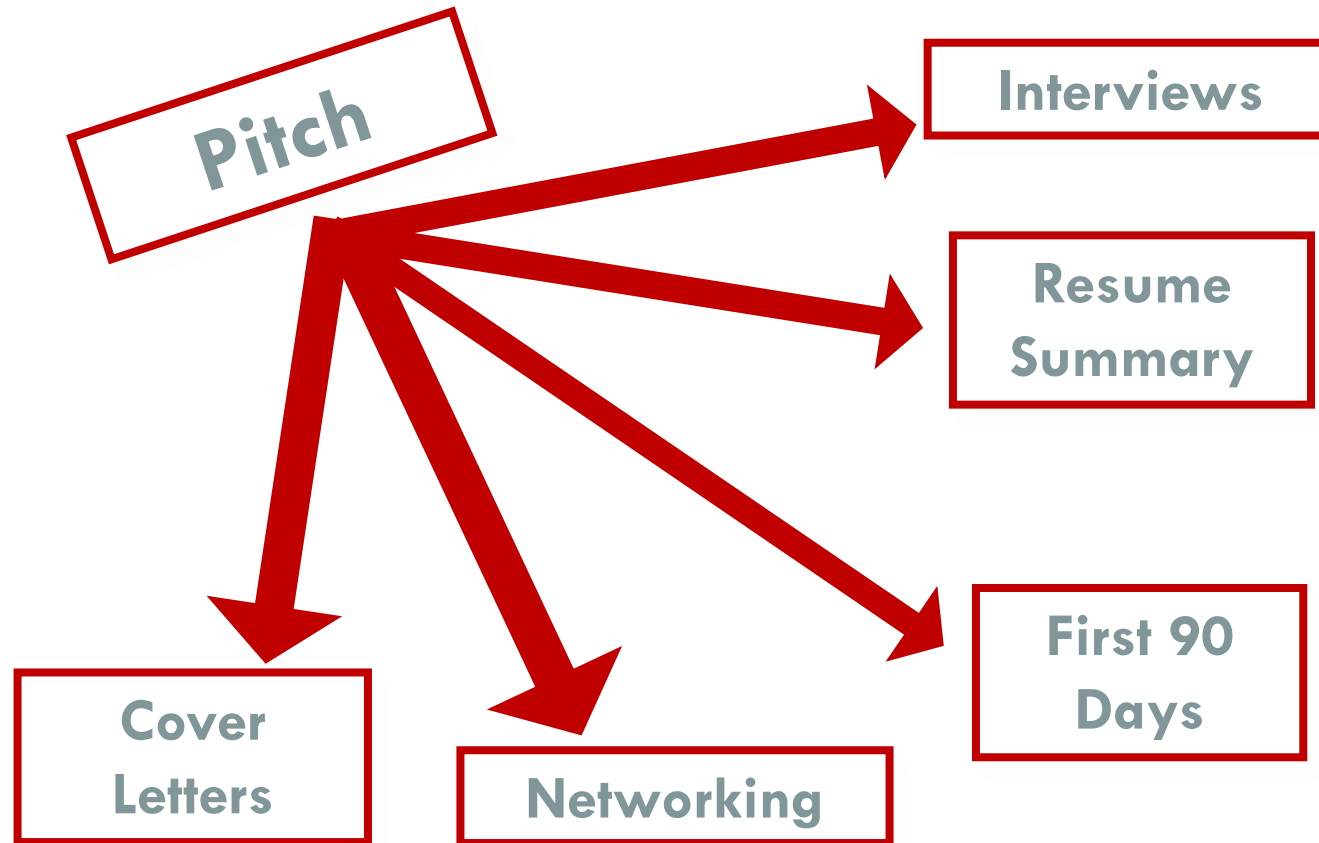 Pitch
Interviews
Resume
Summary
First 90
Days
Cover
Letters
Networking